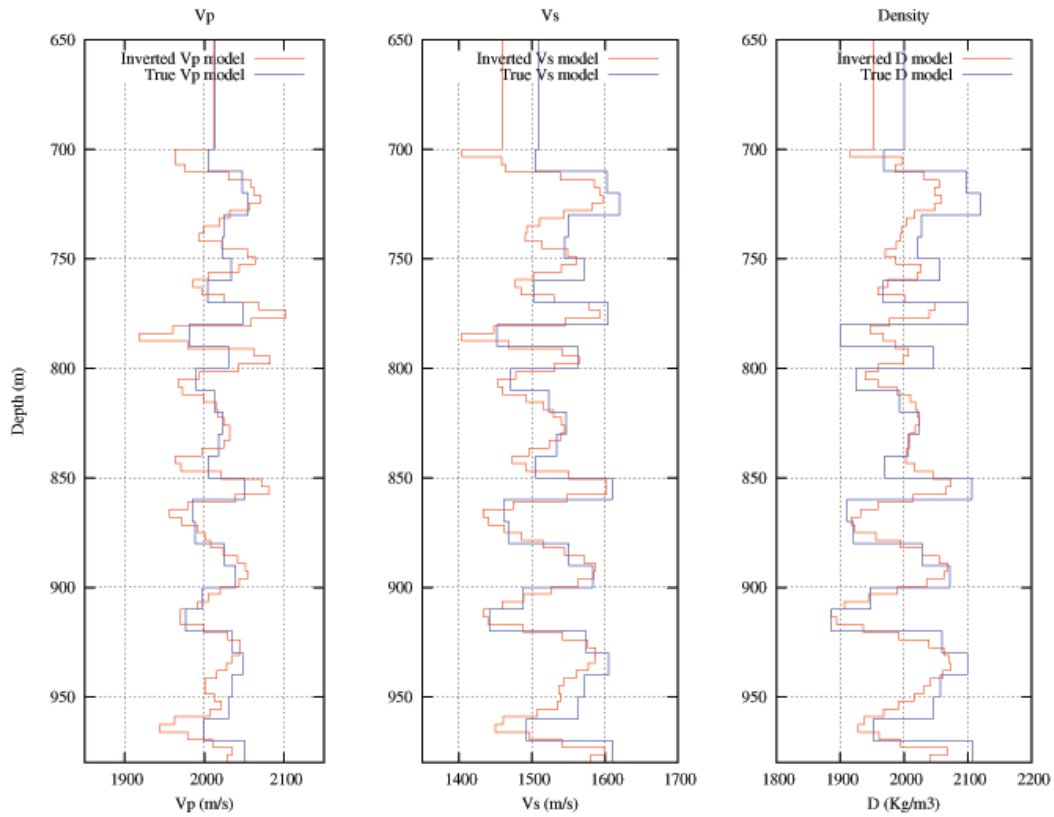 Vp
Vs
Density
650
650
650
Inverted Vp model
True Vp model
Inverted Vs model
True Vs model
Inverted D model
True D model
700
700
700
750
750
750
800
800
800
850
850
850
900
900
900
950
950
950
Depth (m)
1900
2000
2100
1400
1500
1600
1700
1800
1900
2000
2100
2200
Vp (m/s)
Vs (m/s)
D (Kg/m3)